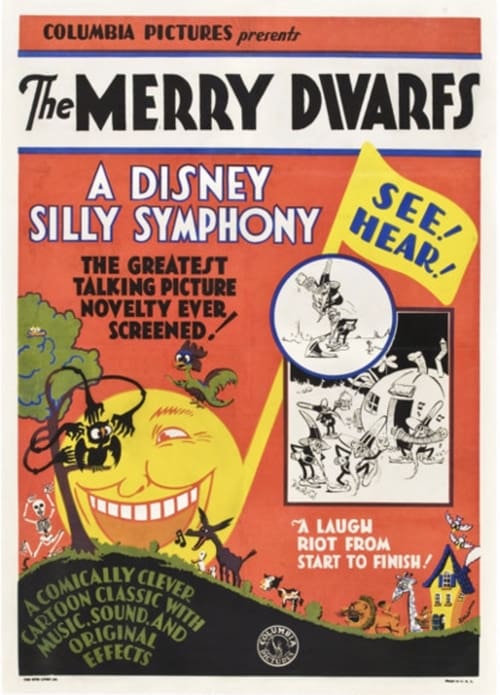 COLUMBIA PICTURES presents
The MERRY DWARFS
A DISNEY
SILLY SYMPHONY
SEE!
HEAR!
THE GREATEST
TALKING PICTURE
NOVELTY EVER
SCREENED!
A LAUGH
RIOT FROM
START TO FINISH!
A COMICALLY CLEVER
CARTOON CLASSIC WITH
MUSIC, SOUND, AND
ORIGINAL
EFFECTS
COLUMBIA
PICTURES